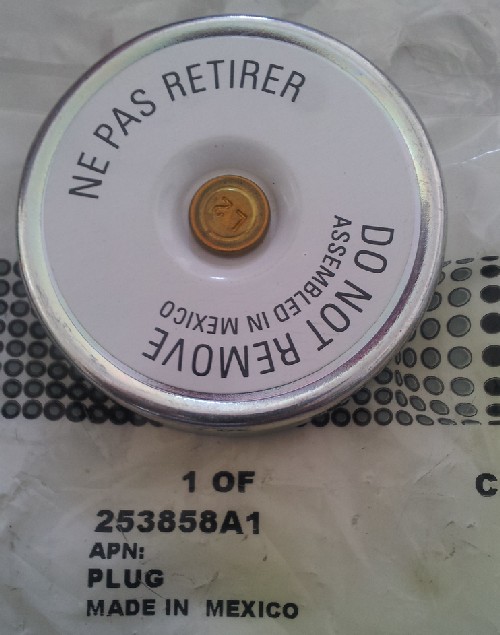 NE PAS RETIRER
DO NOT REMOVE
ASSEMBLED IN MEXICO
1 OF
C
253858A1
APN:
PLUG
MADE IN MEXICO